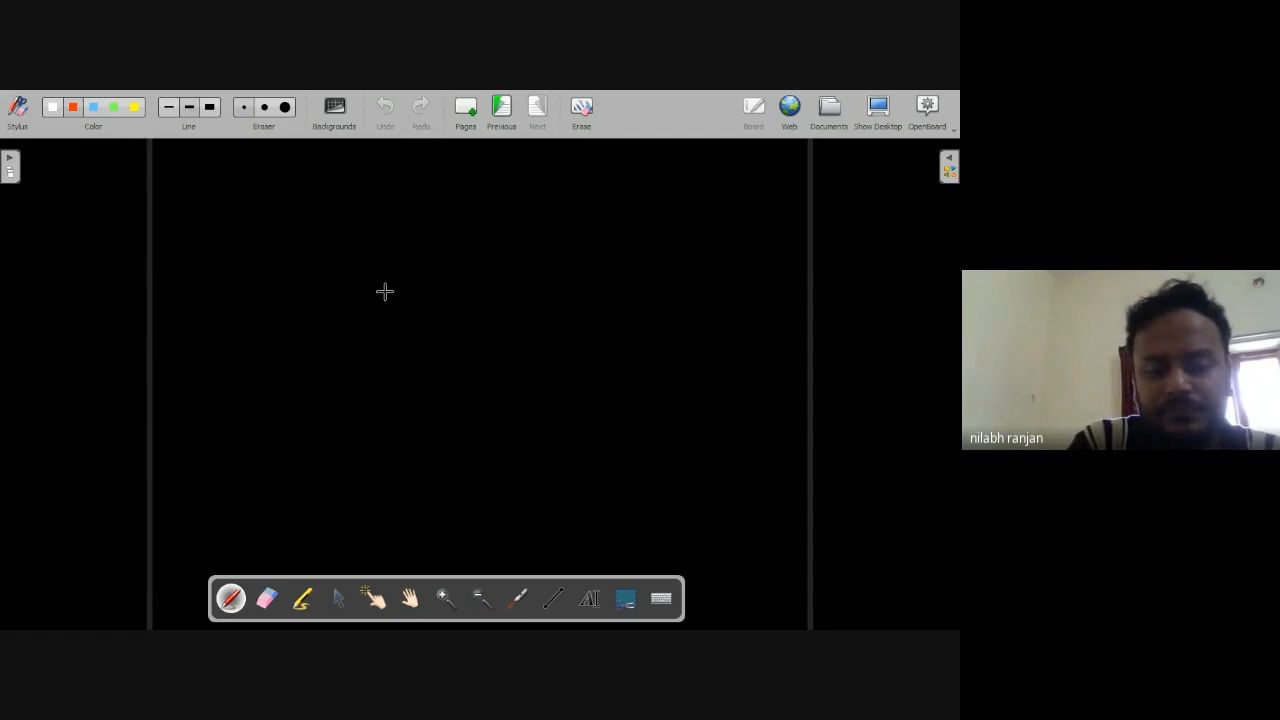 Stylus Color Line Eraser Backgrounds Undo Redo Pages Previous Next Erase Board Web Documents Show Desktop OpenBoard
nilabh ranjan
AI